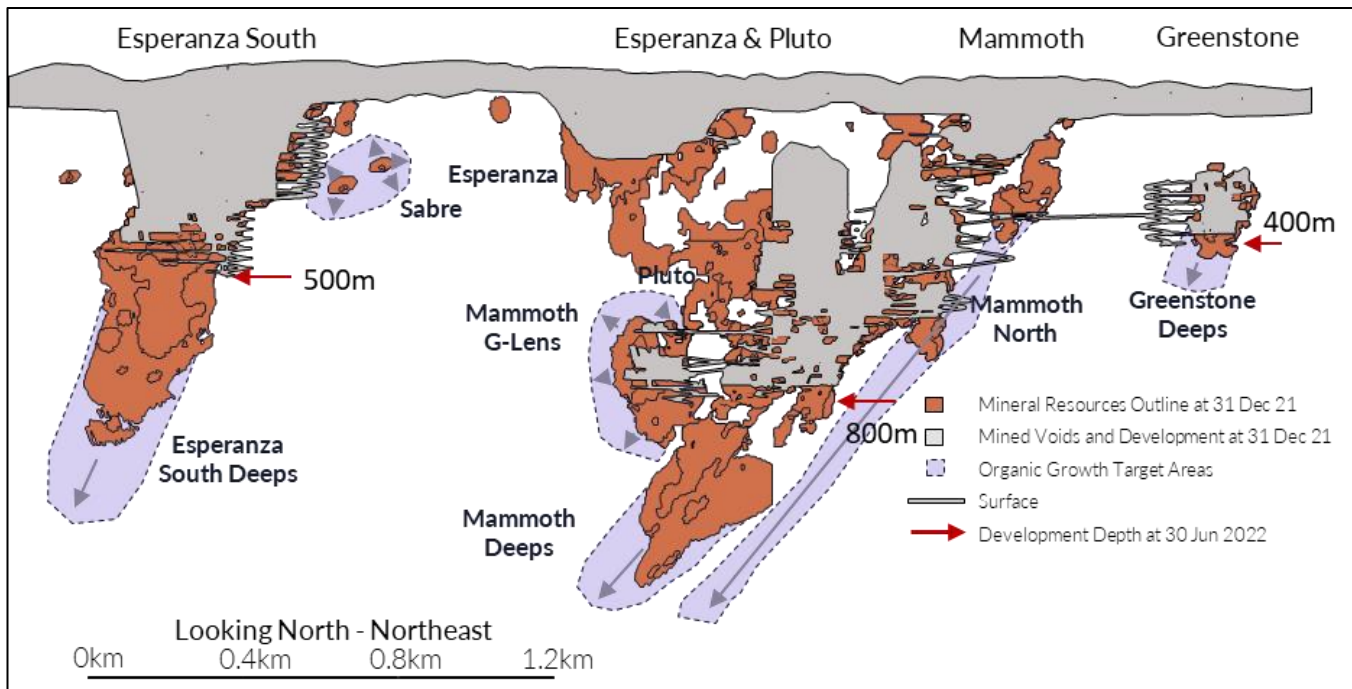 Esperanza South
Esperanza & Pluto
Mammoth
Greenstone
Esperanza
Sabre
400m
500m
Pluto
Mammoth
G-Lens
Mammoth
North
Greenstone
Deeps
Mineral Resources Outline at 31 Dec 21
800m
Mined Voids and Development at 31 Dec 21
Esperanza
South Deeps
Organic Growth Target Areas
Surface
Mammoth
Deeps
Development Depth at 30 Jun 2022
Looking North - Northeast
0km 0.4km 0.8km 1.2km